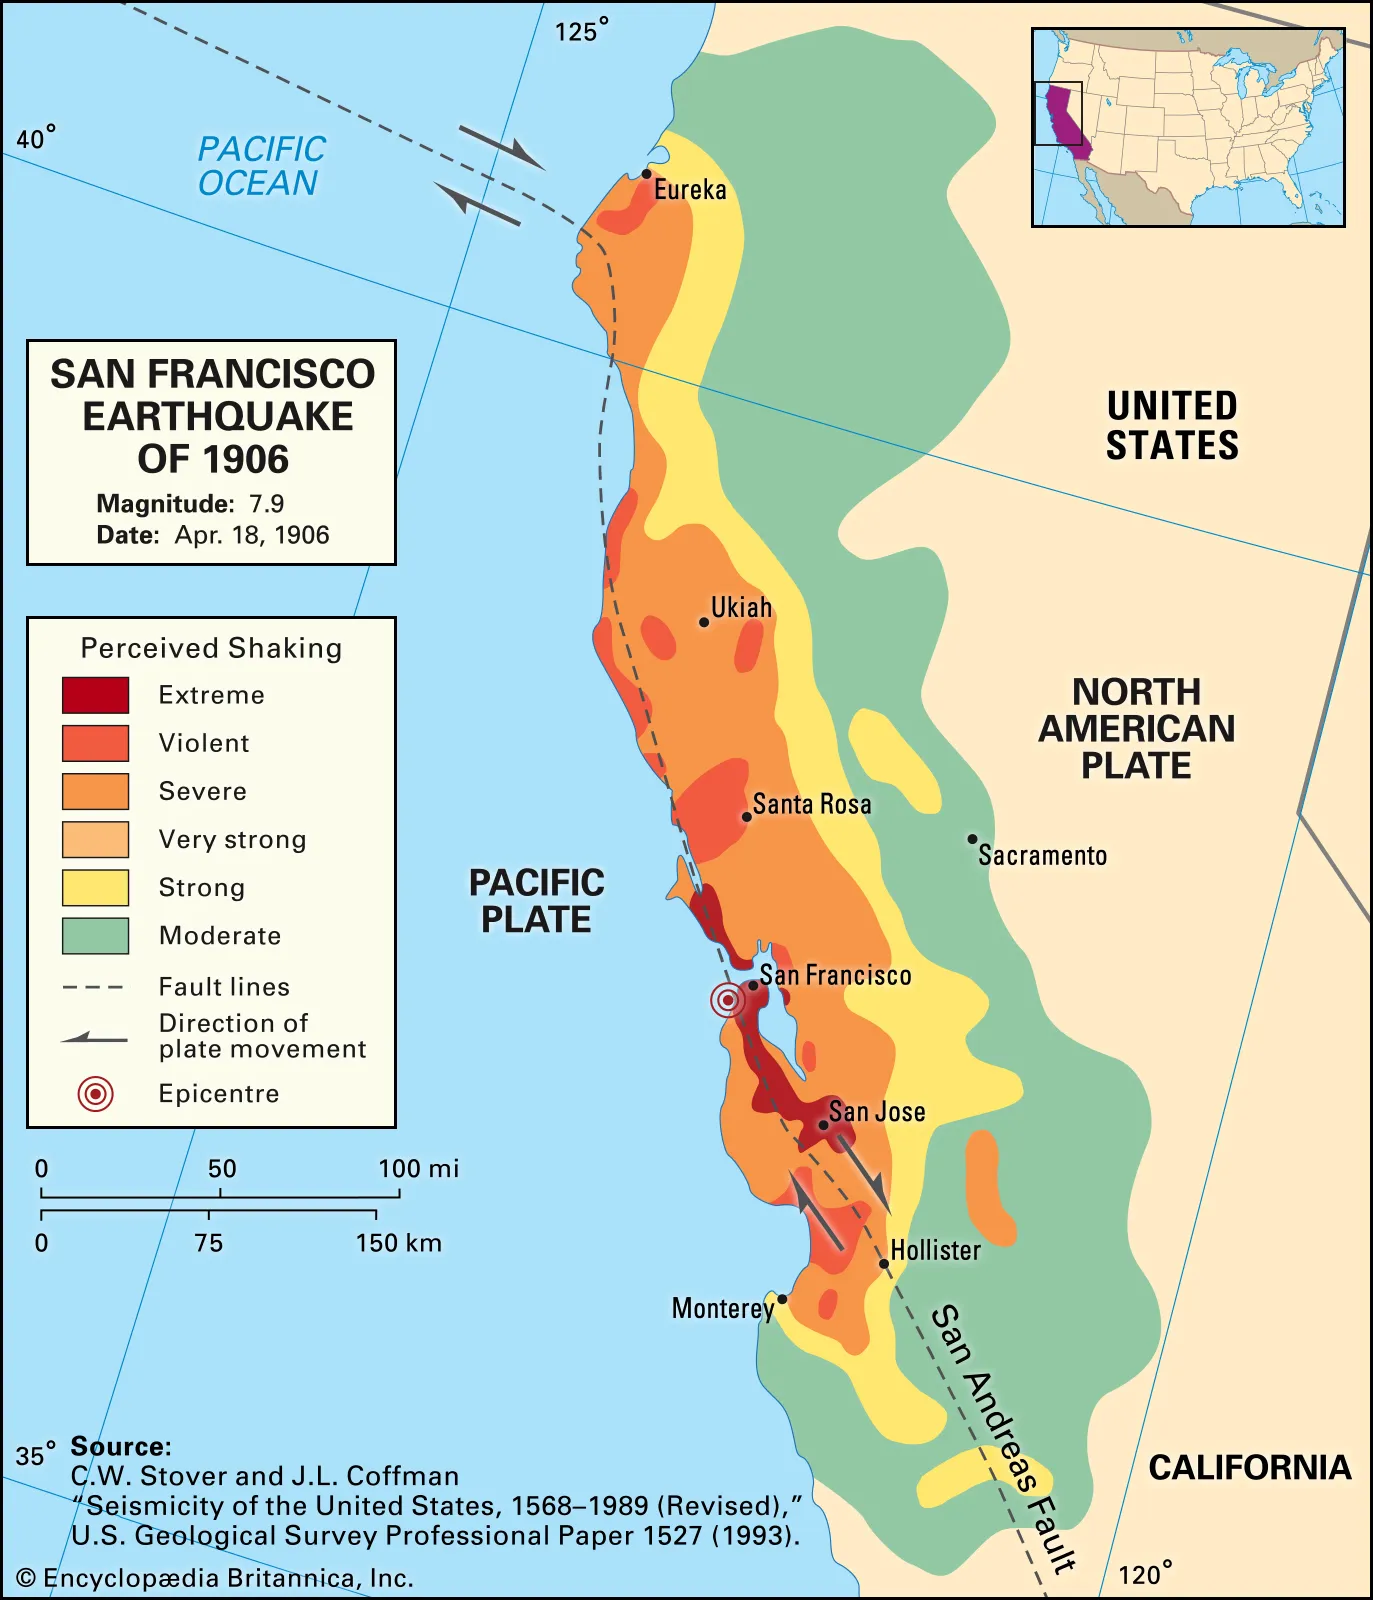 125°
40°
PACIFIC
OCEAN
Eureka
SAN FRANCISCO
EARTHQUAKE
OF 1906
Magnitude: 7.9
Date: Apr. 18, 1906
UNITED
STATES
Perceived Shaking
Extreme
Violent
Severe
Very strong
Strong
Moderate
Fault lines
Direction of
plate movement
Epicentre
Ukiah
NORTH
AMERICAN
PLATE
Santa Rosa
Sacramento
PACIFIC
PLATE
San Francisco
San Jose
0 50 100 mi
0 75 150 km
Hollister
Monterey
San Andreas Fault
CALIFORNIA
35°
Source:
C.W. Stover and J.L. Coffman
“Seismicity of the United States, 1568–1989 (Revised),”
U.S. Geological Survey Professional Paper 1527 (1993).
© Encyclopædia Britannica, Inc.
120°